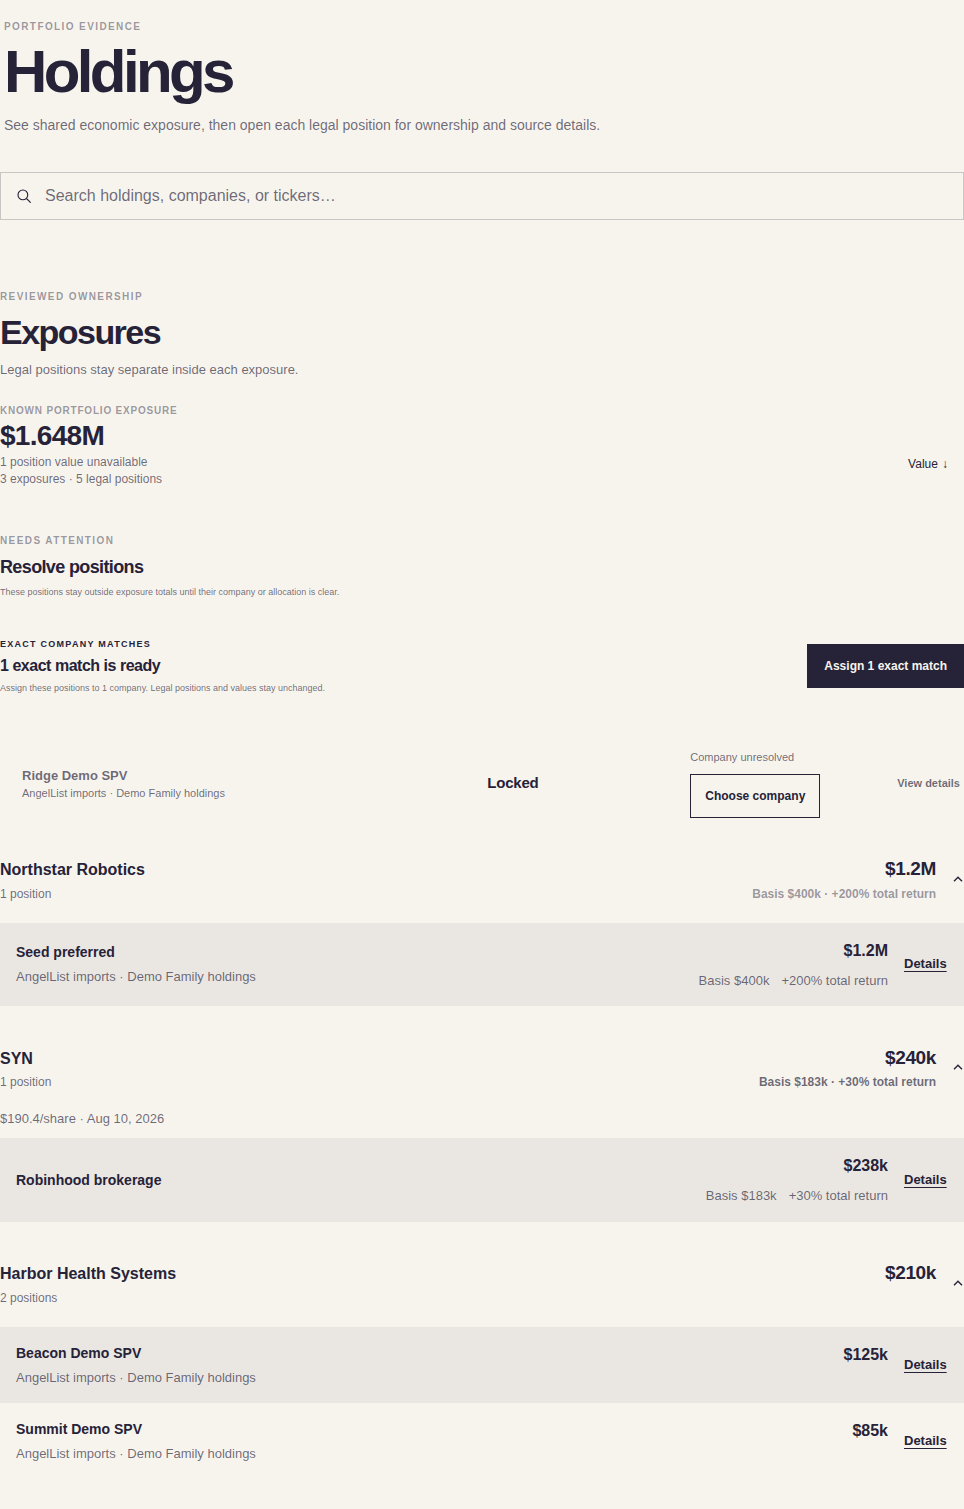 PORTFOLIO EVIDENCE
Holdings
See shared economic exposure, then open each legal position for ownership and source details.
Search holdings, companies, or tickers…
REVIEWED OWNERSHIP
Exposures
Legal positions stay separate inside each exposure.
KNOWN PORTFOLIO EXPOSURE
$1.648M
1 position value unavailable
3 exposures · 5 legal positions
Value ↓
NEEDS ATTENTION
Resolve positions
These positions stay outside exposure totals until their company or allocation is clear.
EXACT COMPANY MATCHES
1 exact match is ready
Assign these positions to 1 company. Legal positions and values stay unchanged.
Assign 1 exact match
Ridge Demo SPV
AngelList imports · Demo Family holdings
Locked
Company unresolved
Choose company
View details
Northstar Robotics
1 position
$1.2M
Basis $400k · +200% total return
Seed preferred
AngelList imports · Demo Family holdings
$1.2M
Basis $400k +200% total return
Details
SYN
1 position
$240k
Basis $183k · +30% total return
$190.4/share · Aug 10, 2026
Robinhood brokerage
$238k
Basis $183k +30% total return
Details
Harbor Health Systems
2 positions
$210k
Beacon Demo SPV
AngelList imports · Demo Family holdings
$125k
Details
Summit Demo SPV
AngelList imports · Demo Family holdings
$85k
Details